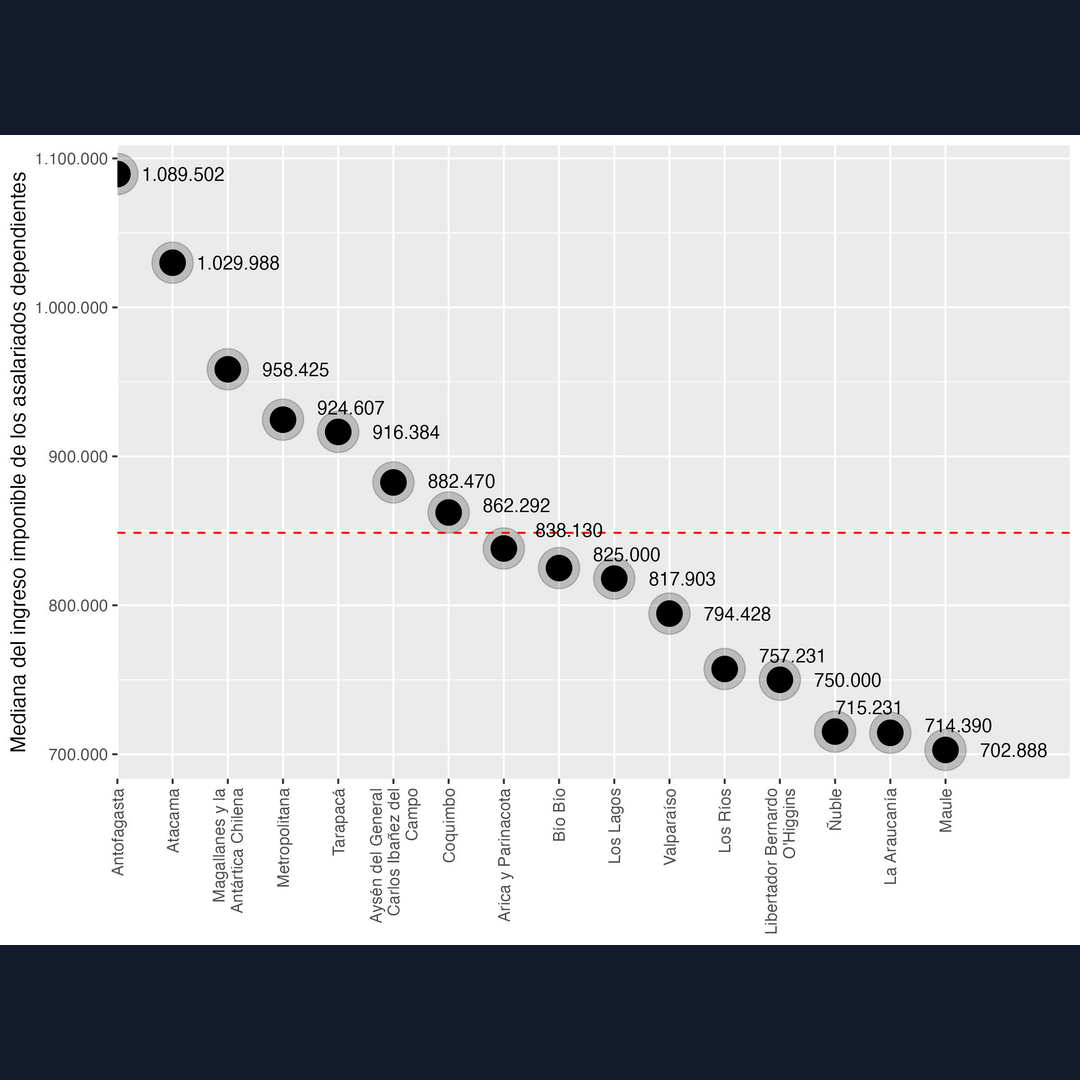 Mediana del ingreso imponible de los asalariados dependientes
1.100.000
1.000.000
900.000
800.000
700.000
1.089.502
1.029.988
958.425
924.607
916.384
882.470
862.292
838.130
825.000
817.903
794.428
757.231
750.000
715.231
714.390
702.888
Antofagasta
Atacama
Magallanes y la
Antártica Chilena
Metropolitana
Tarapacá
Aysén del General
Carlos Ibañez del
Campo
Coquimbo
Arica y Parinacota
Bío Bío
Los Lagos
Valparaíso
Los Ríos
Libertador Bernardo
O'Higgins
Ñuble
La Araucanía
Maule